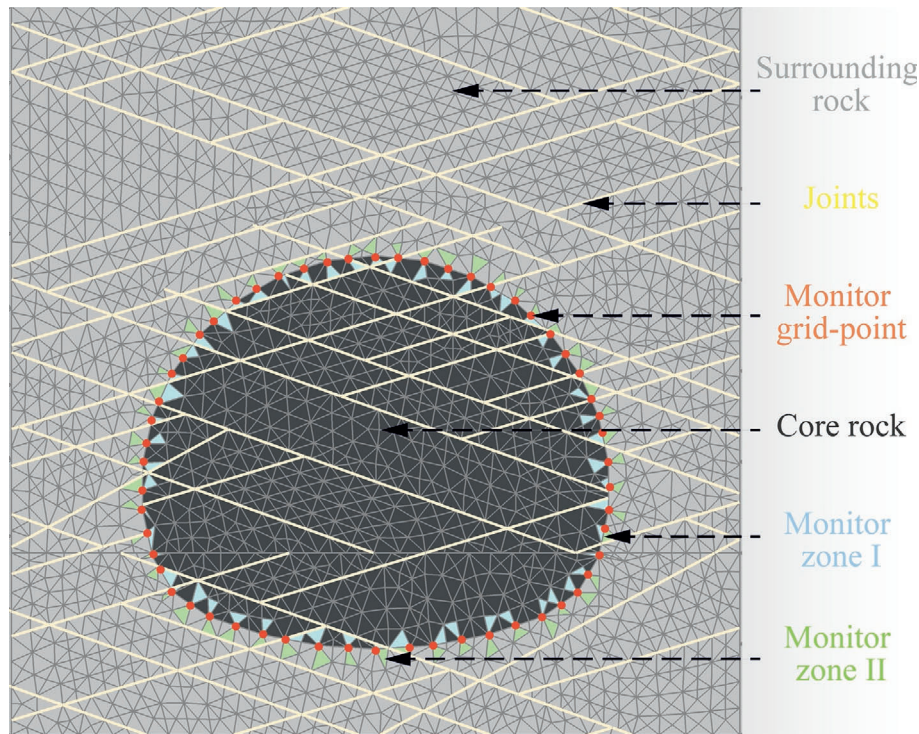 Surrounding
rock
Joints
Monitor
grid-point
Core rock
Monitor
zone I
Monitor
zone II